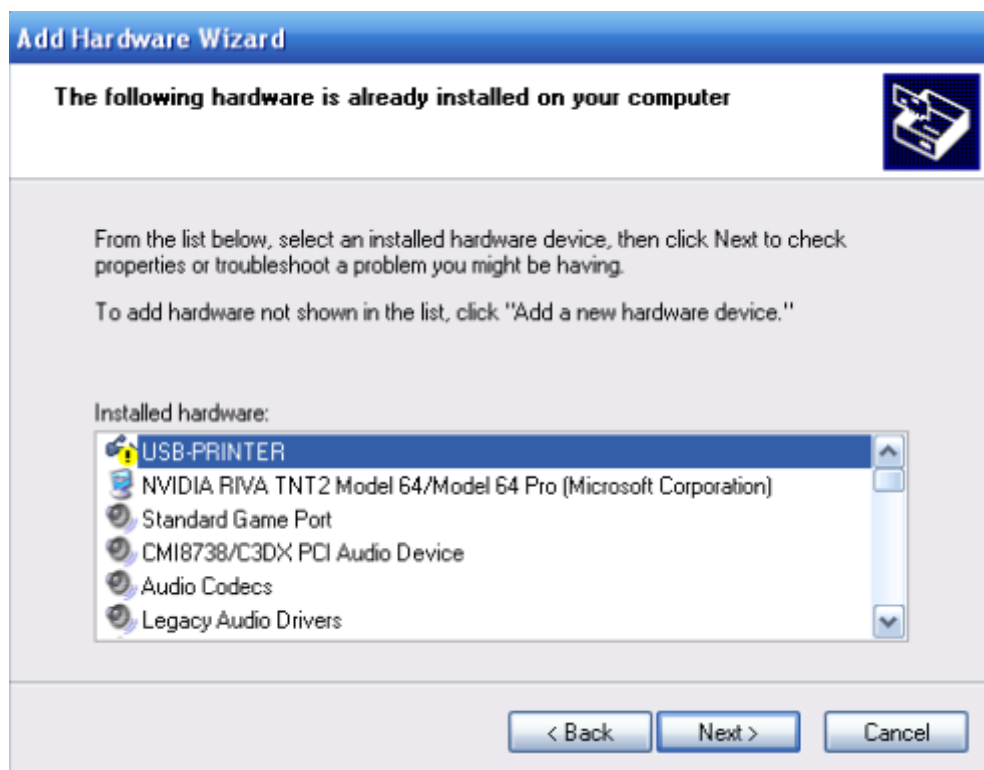 Add Hardware Wizard
The following hardware is already installed on your computer
From the list below, select an installed hardware device, then click Next to check
properties or troubleshoot a problem you might be having.
To add hardware not shown in the list, click "Add a new hardware device."
Installed hardware:
USB-PRINTER
NVIDIA RIVA TNT2 Model 64/Model 64 Pro (Microsoft Corporation)
Standard Game Port
CMI8738/C3DX PCI Audio Device
Audio Codecs
Legacy Audio Drivers
< Back Next > Cancel